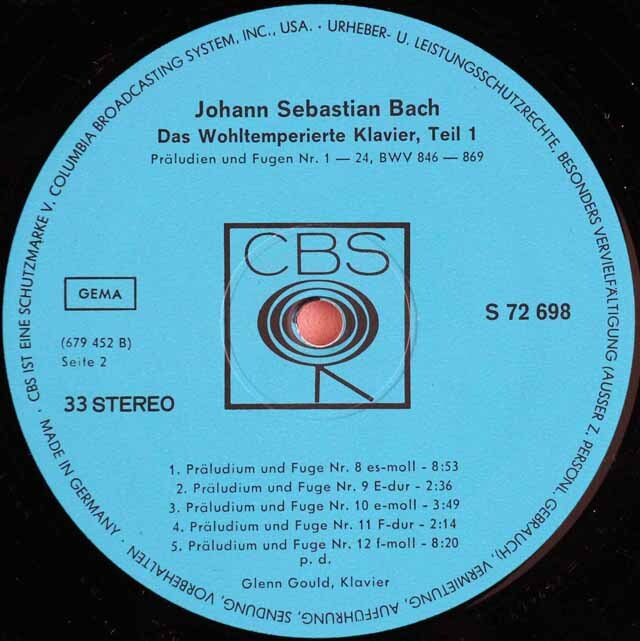 CBS IST EINE SCHUTZMARKE V. COLUMBIA BROADCASTING SYSTEM, INC., USA. · URHEBER- U. LEISTUNGSSCHUTZRECHTE, BESONDERS VERVIELFÄLTIGUNG (AUSSER Z. PERSONL. GEBRAUCH), VERMIETUNG, AUFFÜHRUNG, SENDUNG, VORBEHALTEN · MADE IN GERMANY ·
Johann Sebastian Bach
Das Wohltemperierte Klavier, Teil 1
Präludien und Fugen Nr. 1 — 24, BWV 846 — 869
CBS
GEMA
S 72 698
(679 452 B)
Seite 2
33 STEREO
1. Präludium und Fuge Nr. 8 es-moll - 8:53
2. Präludium und Fuge Nr. 9 E-dur - 2:36
3. Präludium und Fuge Nr. 10 e-moll - 3:49
4. Präludium und Fuge Nr. 11 F-dur - 2:14
5. Präludium und Fuge Nr. 12 f-moll - 8:20
p. d.
Glenn Gould, Klavier